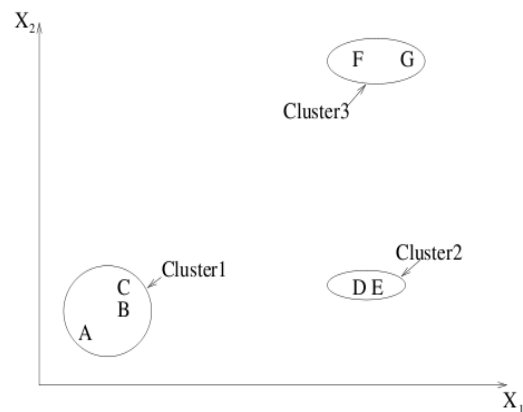 X2
F G
Cluster3
Cluster2
Cluster1
C
D E
B
A
X1